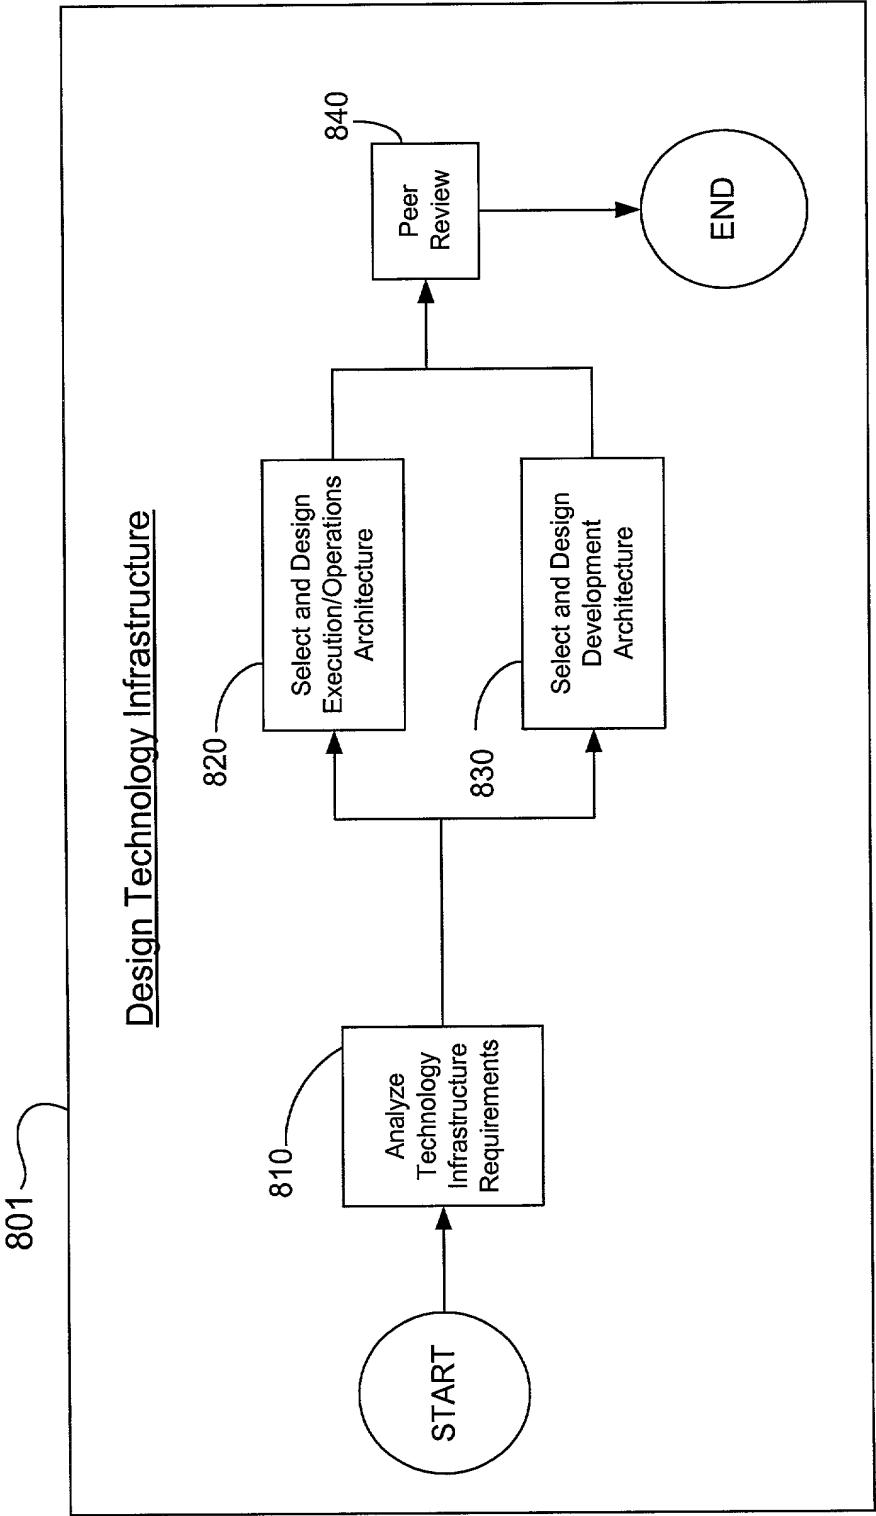 801
Design Technology Infrastructure
START
810
Analyze
Technology
Infrastructure
Requirements
820
Select and Design
Execution/Operations
Architecture
830
Select and Design
Development
Architecture
840
Peer
Review
END